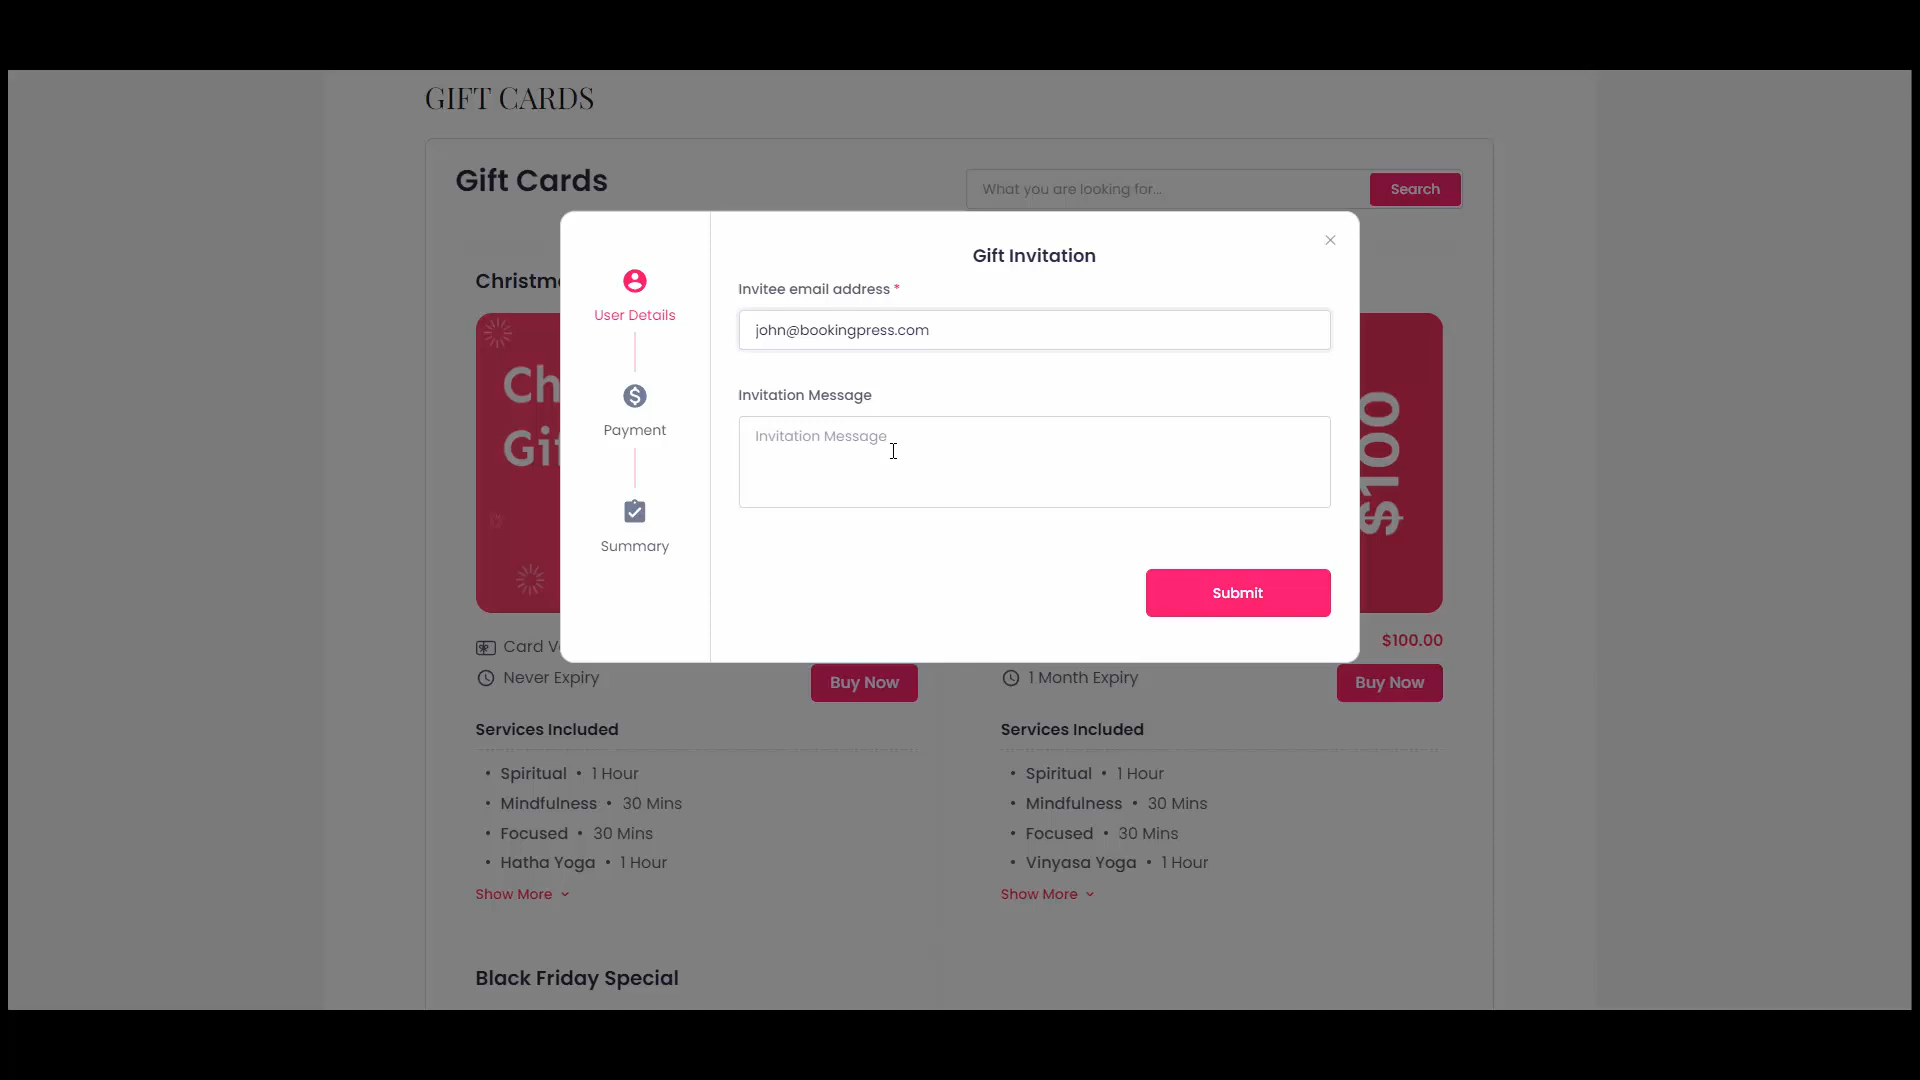 GIFT CARDS
Gift Cards
What you are looking for...
Search
Gift Invitation
Invitee email address *
john@bookingpress.com
User Details
Invitation Message
Invitation Message
Payment
Summary
Submit
$100
$100.00
Never Expiry
Buy Now
1 Month Expiry
Buy Now
Services Included
• Spiritual • 1 Hour
• Mindfulness • 30 Mins
• Focused • 30 Mins
• Hatha Yoga • 1 Hour
Show More
Services Included
• Spiritual • 1 Hour
• Mindfulness • 30 Mins
• Focused • 30 Mins
• Vinyasa Yoga • 1 Hour
Show More
Black Friday Special